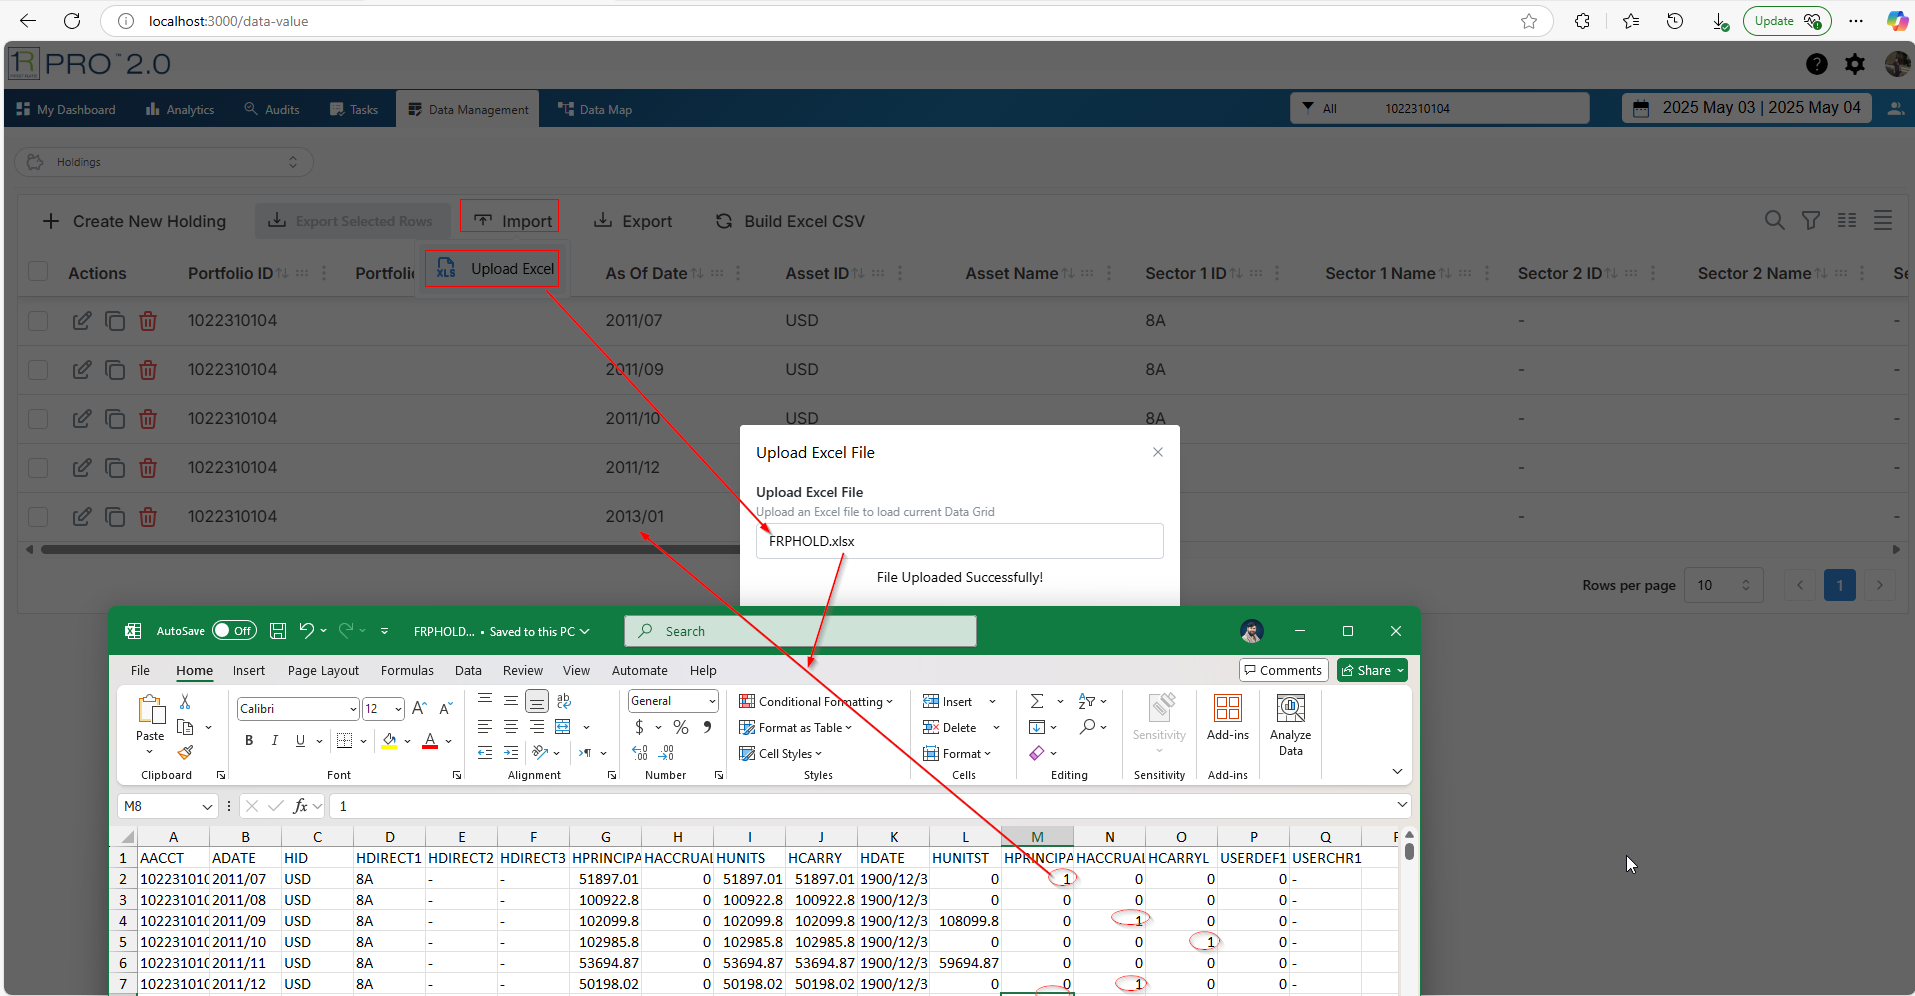 localhost:3000/data-value
Update
1R PRO™ 2.0
My Dashboard Analytics Audits Tasks Data Management Data Map All 1022310104 2025 May 03 | 2025 May 04
Holdings
Create New Holding Export Selected Rows Import Export Build Excel CSV
XLS Upload Excel
Actions Portfolio ID Portfoli As Of Date Asset ID Asset Name Sector 1 ID Sector 1 Name Sector 2 ID Sector 2 Name Se
1022310104 2011/07 USD 8A - -
1022310104 2011/09 USD 8A - -
1022310104 2011/10 USD 8A - -
1022310104 2011/12 - -
1022310104 2013/01 - -
Upload Excel File
Upload Excel File
Upload an Excel file to load current Data Grid
FRPHOLD.xlsx
File Uploaded Successfully!
Rows per page 10 1
AutoSave Off FRPHOLD... • Saved to this PC Search
File Home Insert Page Layout Formulas Data Review View Automate Help Comments Share
Paste Calibri 12 General Conditional Formatting Insert
B I U Format as Table Delete
Cell Styles Format
Sensitivity Add-ins Analyze Data
Clipboard Font Alignment Number Styles Cells Editing Sensitivity Add-ins
M8 fx 1
A B C D E F G H I J K L M N O P Q
1 AACCT ADATE HID HDIRECT1 HDIRECT2 HDIRECT3 HPRINCIPA HACCRUAL HUNITS HCARRY HDATE HUNITST HPRINCIPA HACCRUAL HCARRYL USERDEF1 USERCHR1
2 102231010 2011/07 USD 8A - - 51897.01 0 51897.01 51897.01 1900/12/3 0 1 0 0 0 -
3 102231010 2011/08 USD 8A - - 100922.8 0 100922.8 100922.8 1900/12/3 0 0 0 0 0 -
4 102231010 2011/09 USD 8A - - 102099.8 0 102099.8 102099.8 1900/12/3 108099.8 0 1 0 0 -
5 102231010 2011/10 USD 8A - - 102985.8 0 102985.8 102985.8 1900/12/3 0 0 0 1 0 -
6 102231010 2011/11 USD 8A - - 53694.87 0 53694.87 53694.87 1900/12/3 59694.87 0 0 0 0 -
7 102231010 2011/12 USD 8A - - 50198.02 0 50198.02 50198.02 1900/12/3 0 0 1 0 0 -